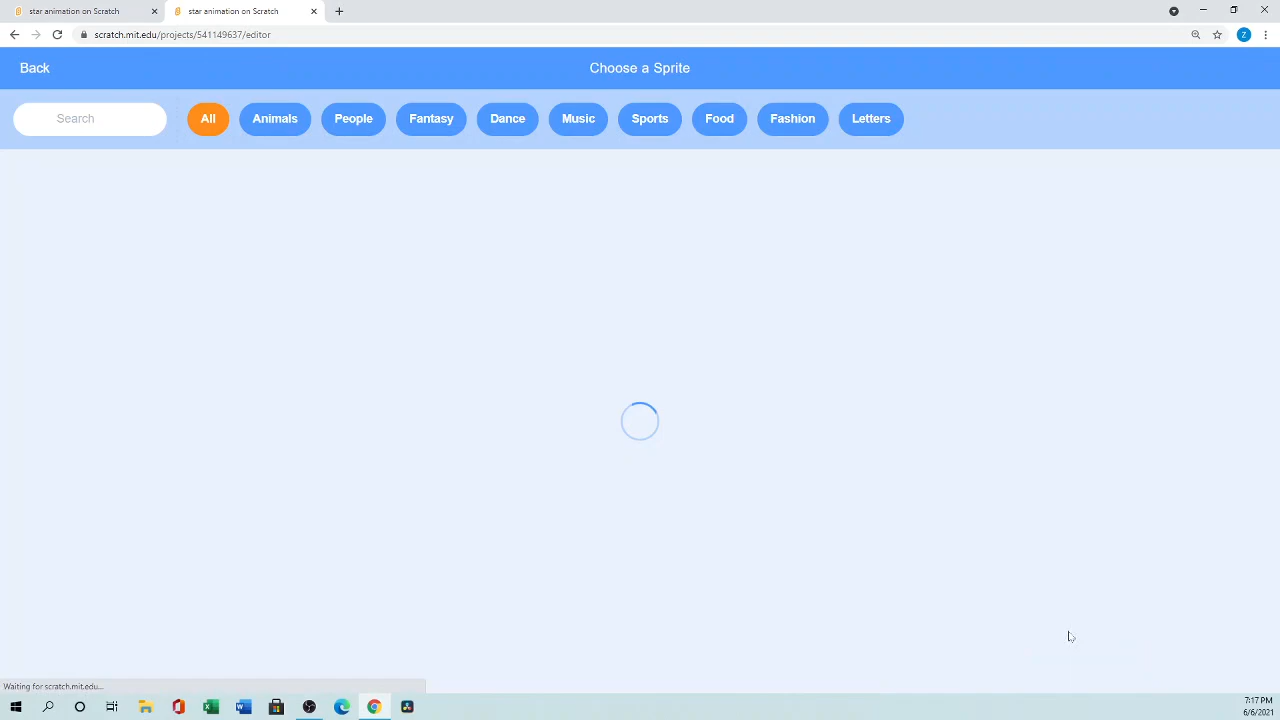 star animation on Scratch
star animation on Scratch
scratch.mit.edu/projects/541149637/editor
Z
Back
Choose a Sprite
Search
All
Animals
People
Fantasy
Dance
Music
Sports
Food
Fashion
Letters
Waiting for scratch.mit.edu...
7:17 PM
6/6/2021